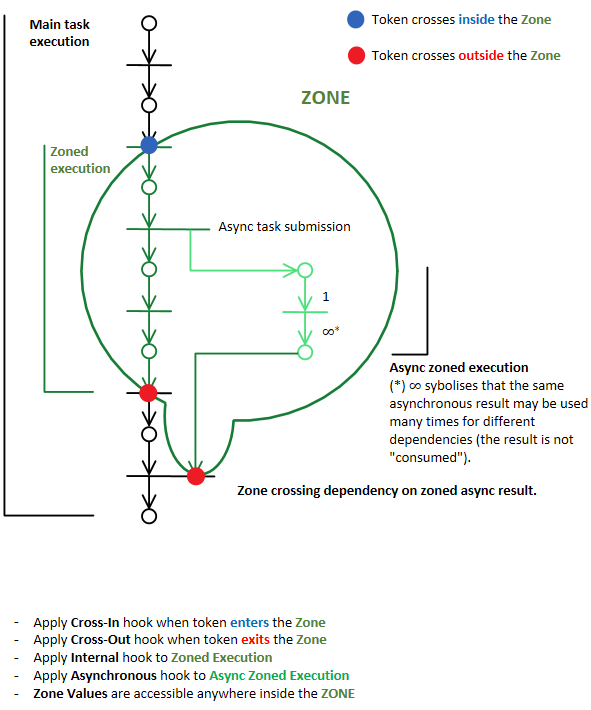 Main task
execution
Token crosses inside the Zone
Token crosses outside the Zone
ZONE
Zoned
execution
Async task submission
1
∞*
Async zoned execution
(*) ∞ sybolises that the same
asynchronous result may be used
many times for different
dependencies (the result is not
"consumed").
Zone crossing dependency on zoned async result.
- Apply Cross-In hook when token enters the Zone
- Apply Cross-Out hook when token exits the Zone
- Apply Internal hook to Zoned Execution
- Apply Asynchronous hook to Async Zoned Execution
- Zone Values are accessible anywhere inside the ZONE